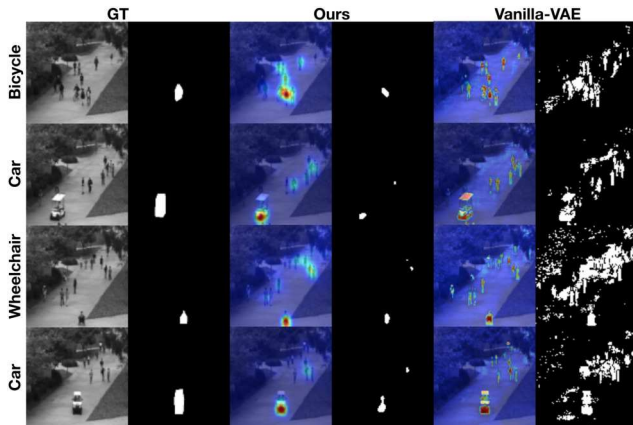 GT Ours Vanilla-VAE
Bicycle
Car
Wheelchair
Car